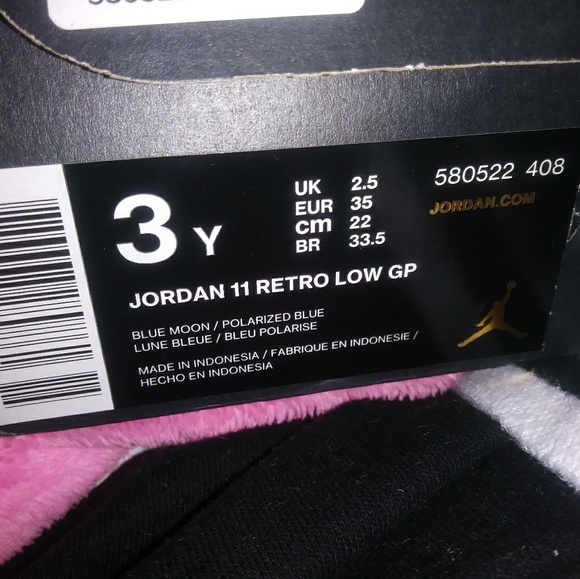 3 Y
UK 2.5
EUR 35
cm 22
BR 33.5
580522 408
JORDAN.COM
JORDAN 11 RETRO LOW GP
BLUE MOON / POLARIZED BLUE
LUNE BLEUE / BLEU POLARISE
MADE IN INDONESIA / FABRIQUE EN INDONESIE /
HECHO EN INDONESIA